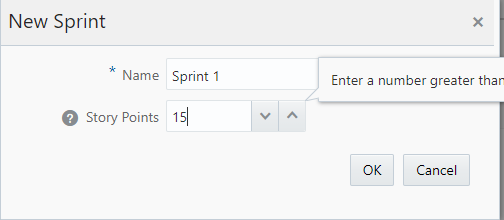 New Sprint
* Name Sprint 1
Enter a number greater than
? Story Points 15
OK Cancel